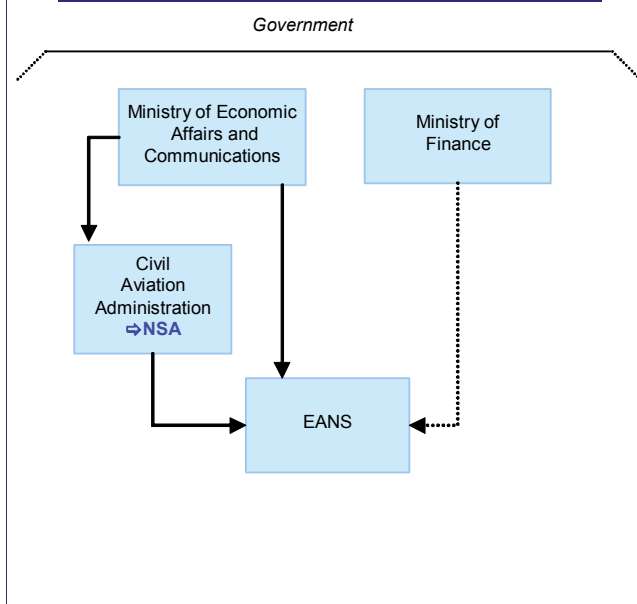 Government
Ministry of Economic
Affairs and
Communications
Ministry of
Finance
Civil
Aviation
Administration
⇨NSA
EANS